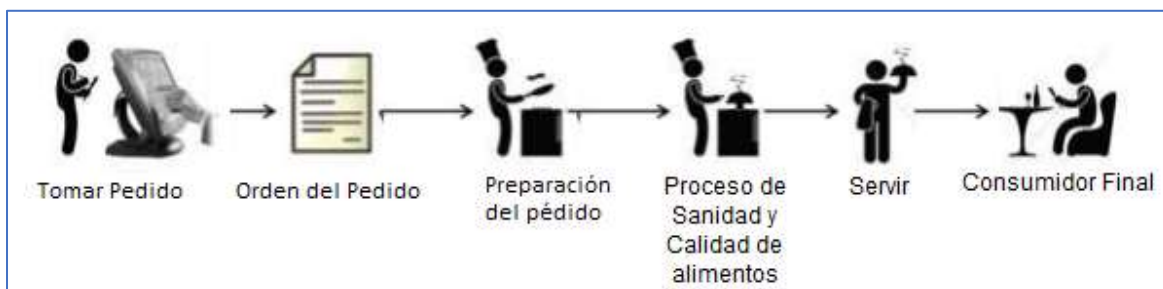 Tomar Pedido
Orden del Pedido
Preparación
del pédido
Proceso de
Sanidad y
Calidad de
alimentos
Servir
Consumidor Final